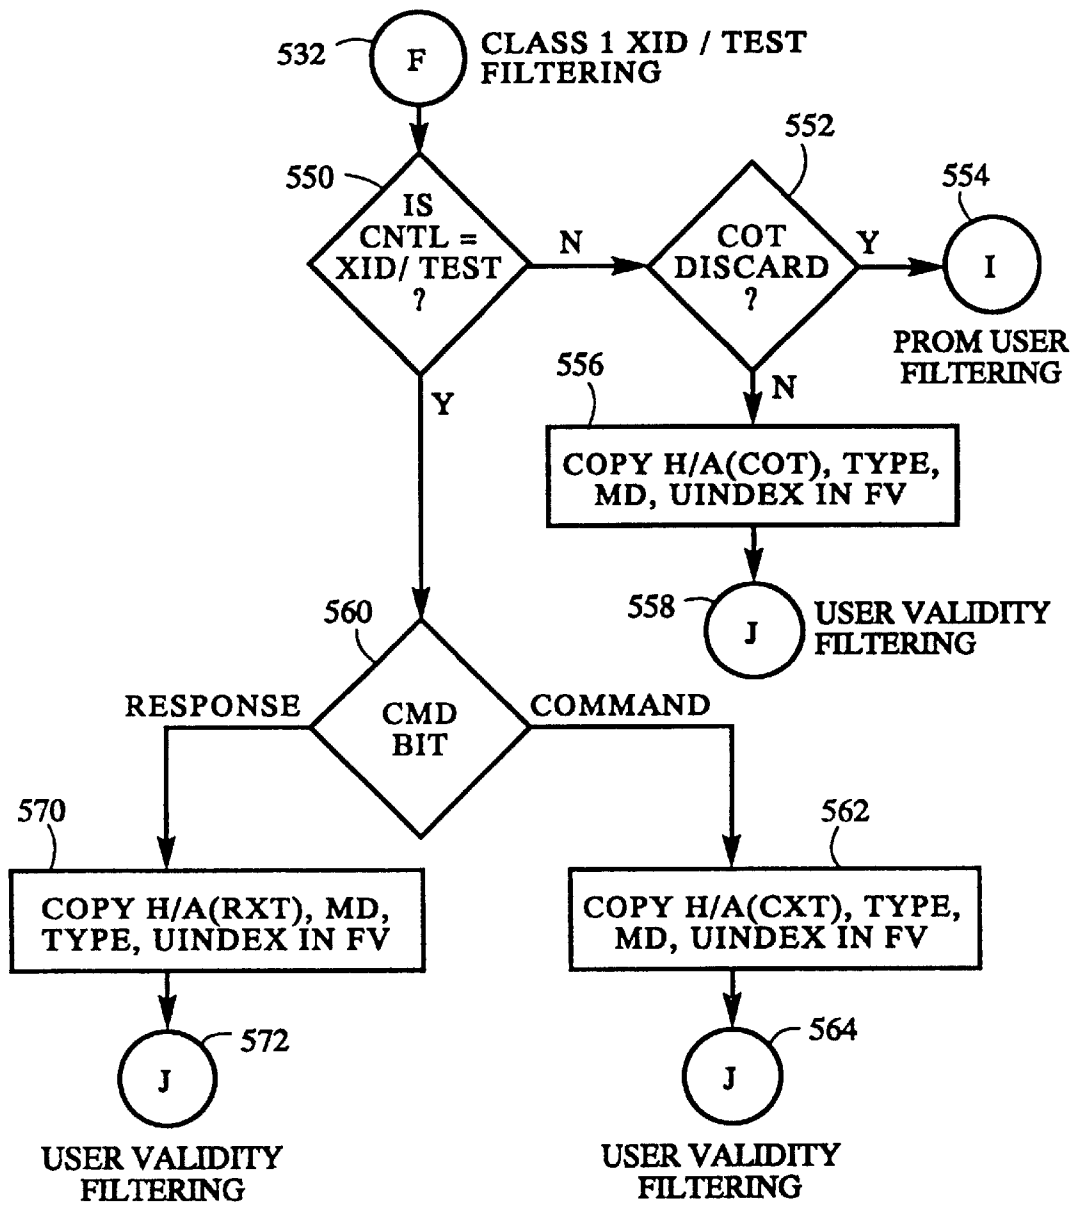 532
F
CLASS 1 XID / TEST
FILTERING
550
IS
CNTL =
XID/ TEST
?
N
Y
552
COT
DISCARD
?
Y
N
554
I
PROM USER
FILTERING
556
COPY H/A(COT), TYPE,
MD, UINDEX IN FV
558
J
USER VALIDITY
FILTERING
560
CMD
BIT
RESPONSE
COMMAND
570
COPY H/A(RXT), MD,
TYPE, UINDEX IN FV
572
J
USER VALIDITY
FILTERING
562
COPY H/A(CXT), TYPE,
MD, UINDEX IN FV
564
J
USER VALIDITY
FILTERING